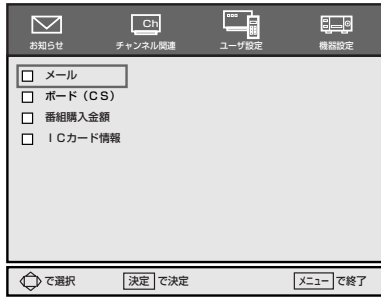 Ch
お知らせ チャンネル関連 ユーザ設定 機器設定
メール
ボード（CS）
番組購入金額
ICカード情報
で選択 決定 で決定 メニュー で終了